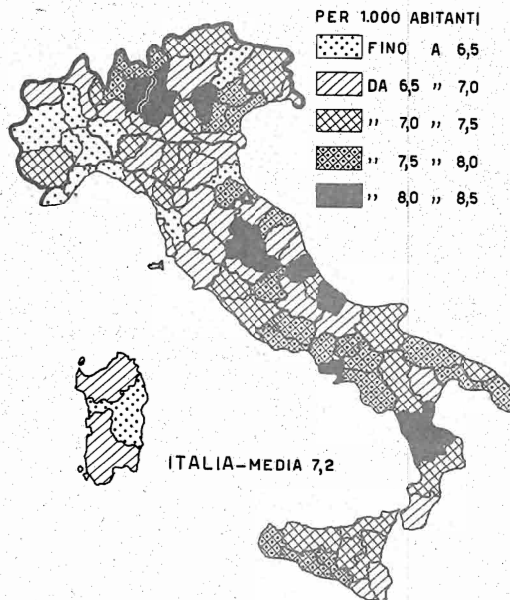 PER 1.000 ABITANTI
FINO A 6,5
DA 6,5 ,, 7,0
,, 7,0 ,, 7,5
,, 7,5 ,, 8,0
,, 8,0 ,, 8,5
ITALIA—MEDIA 7,2